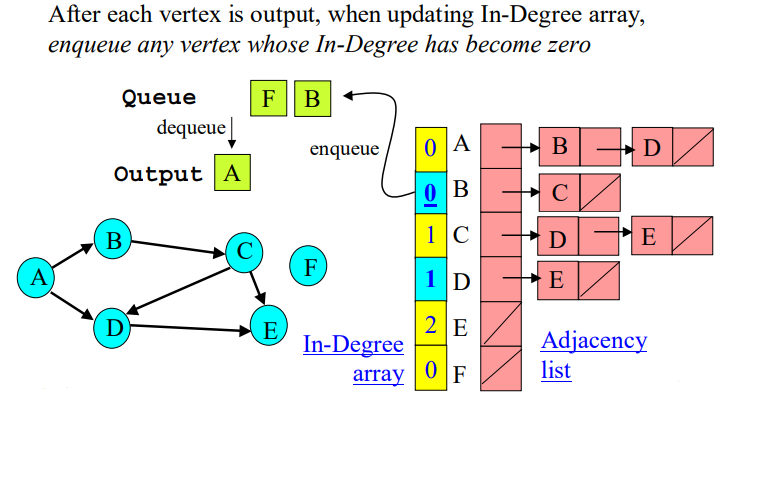 After each vertex is output, when updating In-Degree array,
enqueue any vertex whose In-Degree has become zero
Queue F B
dequeue
enqueue
Output A
0 A B D
0 B C
1 C D E
1 D E
2 E
0 F
A
B
C
D
E
F
In-Degree
array
Adjacency
list